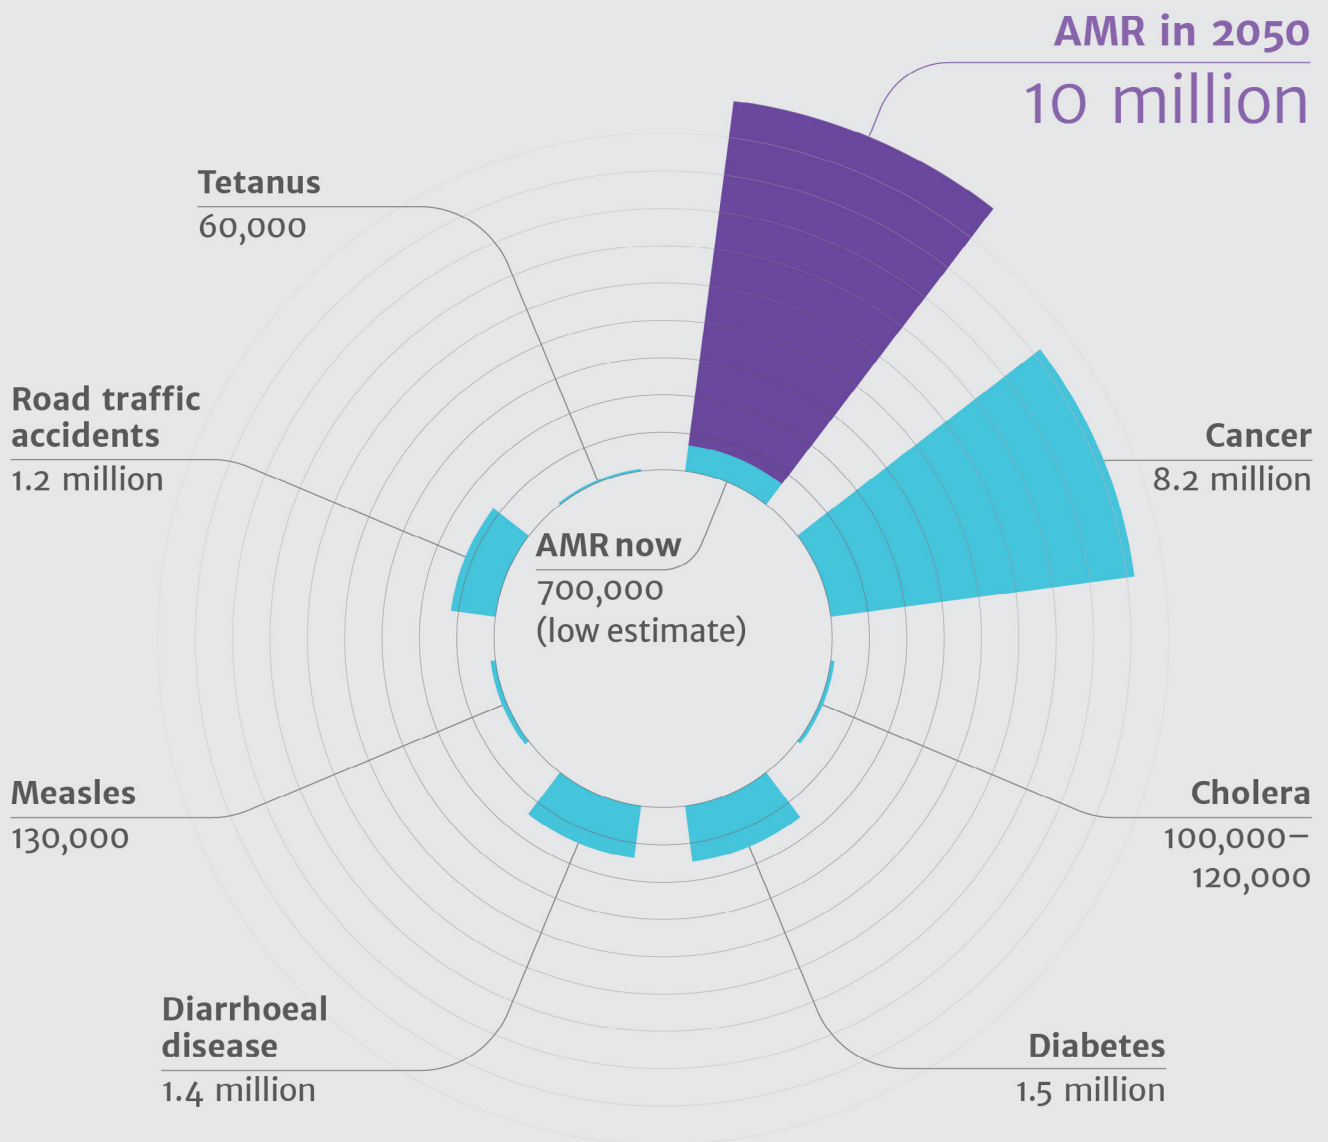 AMR in 2050
10 million
Tetanus
60,000
Road traffic
accidents
1.2 million
Cancer
8.2 million
AMR now
700,000
(low estimate)
Measles
130,000
Cholera
100,000–
120,000
Diarrhoeal
disease
1.4 million
Diabetes
1.5 million